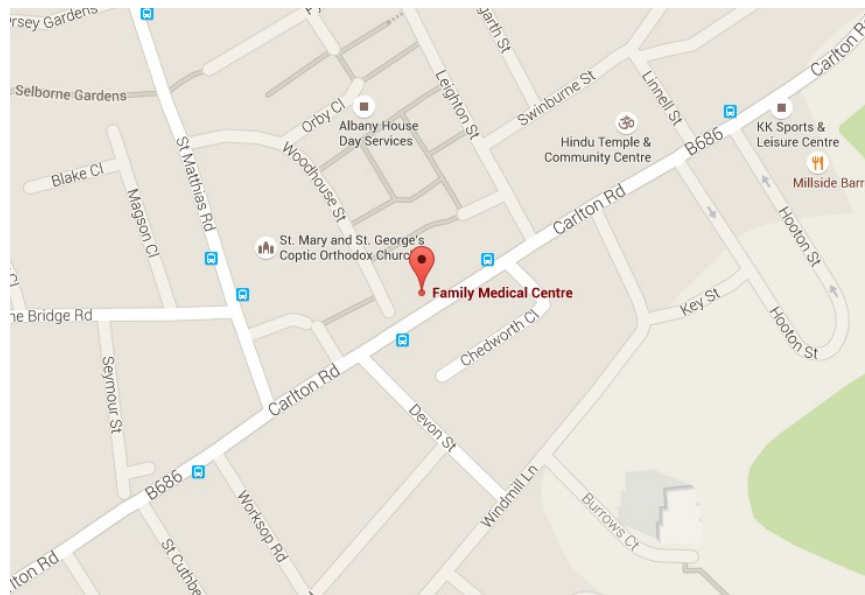 ersey Gardens
Selborne Gardens
St Matthias Rd
Orby Cl
Albany House
Day Services
Leighton St
Swinburne St
Linnell St
Carlton Rd
KK Sports &
Leisure Centre
Millside Barr
Hindu Temple &
Community Centre
B686
Carlton Rd
Woodhouse St
Blake Cl
Magson Cl
St. Mary and St. George's
Coptic Orthodox Church
Family Medical Centre
Hooton St
Key St
Hooton St
Chedworth Cl
ne Bridge Rd
Seymour St
Carlton Rd
Devon St
Windmill Ln
Burrows Ct
B686
Worksop Rd
St Cuthbe
lton Rd